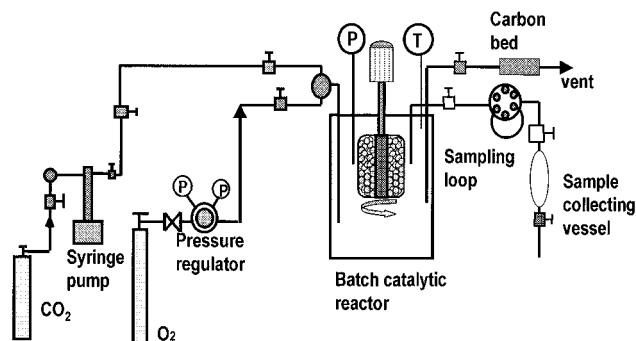 P
T
Carbon
bed
vent
P
P
Sampling
loop
Sample
collecting
vessel
Pressure
regulator
Syringe
pump
Batch catalytic
reactor
CO₂
O₂